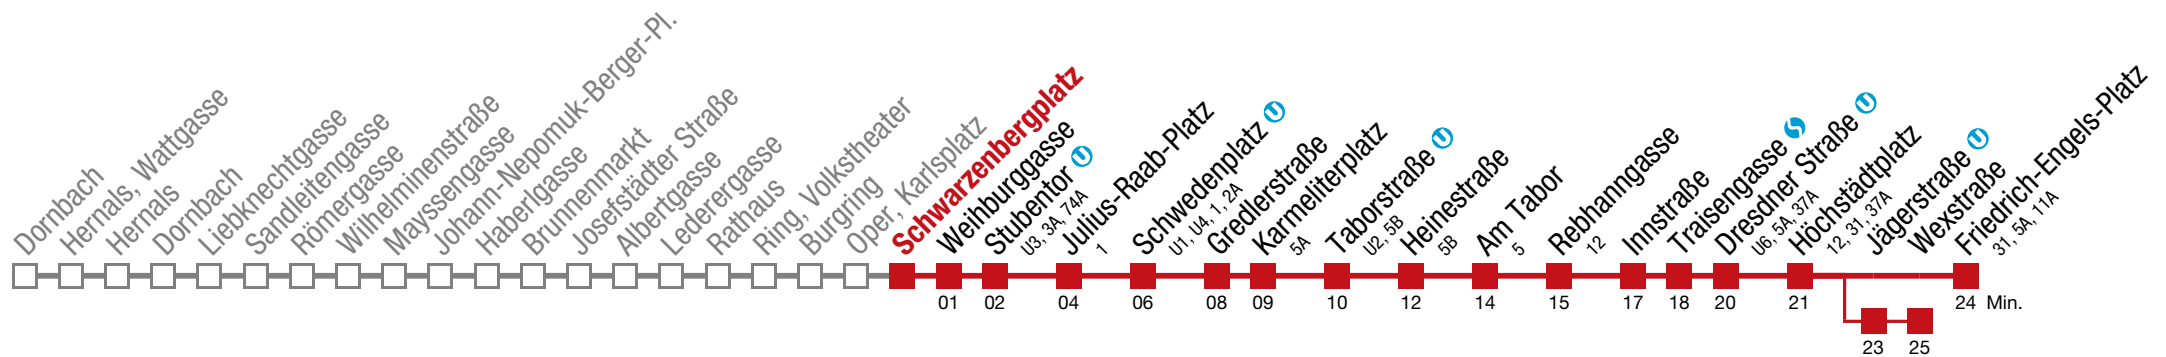 Dornbach
Hernals, Wattgasse
Hernals
Dornbach
Liebknechtgasse
Sandleitengasse
Römergasse
Wilhelminenstraße
Mayssengasse
Johann-Nepomuk-Berger-Pl.
Haberlgasse
Brunnenmarkt
Josefstädter Straße
Albertgasse
Lederergasse
Rathaus
Ring, Volkstheater
Burgring
Oper, Karlsplatz
Schwarzenbergplatz
Weihburggasse
Stubentor U
U3, 3A, 74A
Julius-Raab-Platz
1
Schwedenplatz U
U1, U4, 1, 2A
Gredlerstraße
Karmeliterplatz
5A
Taborstraße U
U2, 5B
Heinestraße
5B
Am Tabor
5
Rebhanngasse
12
Innstraße
Traisengasse S
Dresdner Straße U
U6, 5A, 37A
Höchstädtplatz
12, 31, 37A
Jägerstraße U
Wexstraße
Friedrich-Engels-Platz
31, 5A, 11A
01 02 04 06 08 09 10 12 14 15 17 18 20 21 24 Min.
23 25